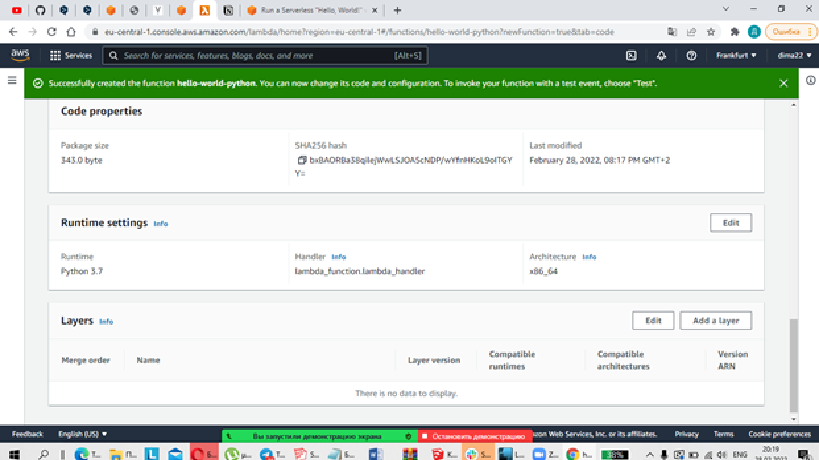 Run a Serverless "Hello, World!" -
eu-central-1.console.aws.amazon.com/lambda/home?region=eu-central-1#/functions/hello-world-python?newFunction=true&tab=code
Ошибка
aws
Services
Search for services, features, blogs, docs, and more
[Alt+S]
Frankfurt
dima22
Successfully created the function hello-world-python. You can now change its code and configuration. To invoke your function with a test event, choose "Test".
Code properties
Package size
SHA256 hash
Last modified
343.0 byte
February 28, 2022, 08:17 PM GMT+2
Runtime settings Info
Edit
Runtime
Handler Info
Architecture Info
Python 3.7
lambda_function.lambda_handler
x86_64
Layers Info
Edit
Add a layer
Merge order
Name
Layer version
Compatible
runtimes
Compatible
architectures
Version
ARN
There is no data to display.
Feedback
English (US)
Вы запустили демонстрацию экрана
Остановить демонстрацию
zon Web Services, Inc. or its affiliates.
Privacy
Terms
Cookie preferences
38%
ENG
20:19